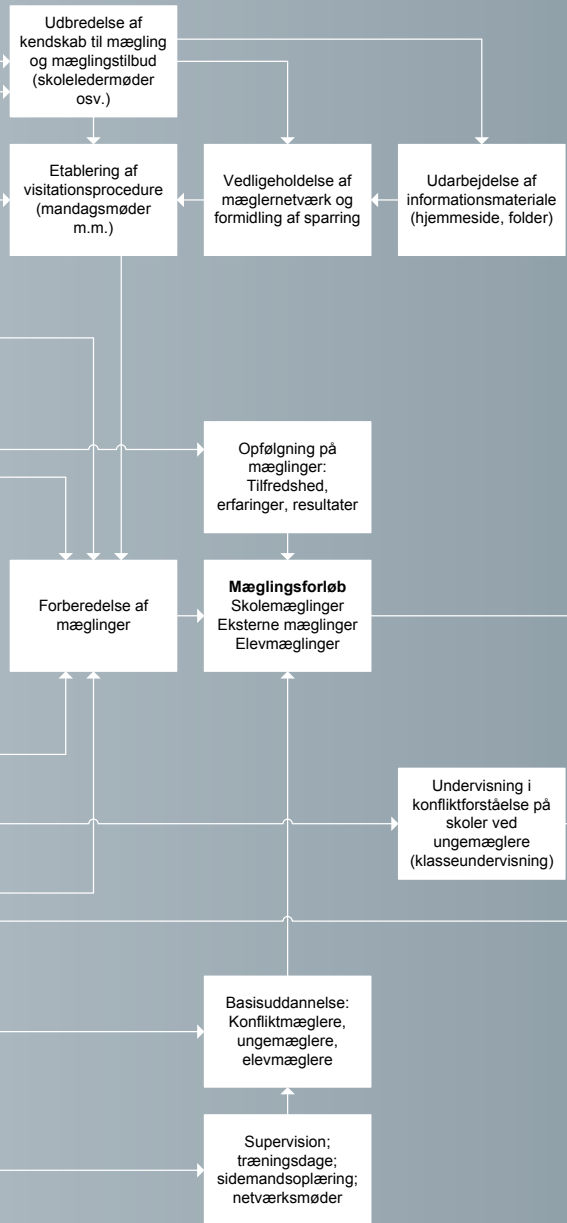 Udbredelse af
kendskab til mægling
og mæglingstilbud
(skoleledermøder
osv.)
Etablering af
visitationsprocedure
(mandagsmøder
m.m.)
Vedligeholdelse af
mæglernetværk og
formidling af sparring
Udarbejdelse af
informationsmateriale
(hjemmeside, folder)
Opfølgning på
mæglinger:
Tilfredshed,
erfaringer, resultater
Forberedelse af
mæglinger
Mæglingsforløb
Skolemæglinger
Eksterne mæglinger
Elevmæglinger
Undervisning i
konfliktforståelse på
skoler ved
ungemæglere
(klasseundervisning)
Basisuddannelse:
Konfliktmæglere,
ungemæglere,
elevmæglere
Supervision;
træningsdage;
sidemandsoplæring;
netværksmøder